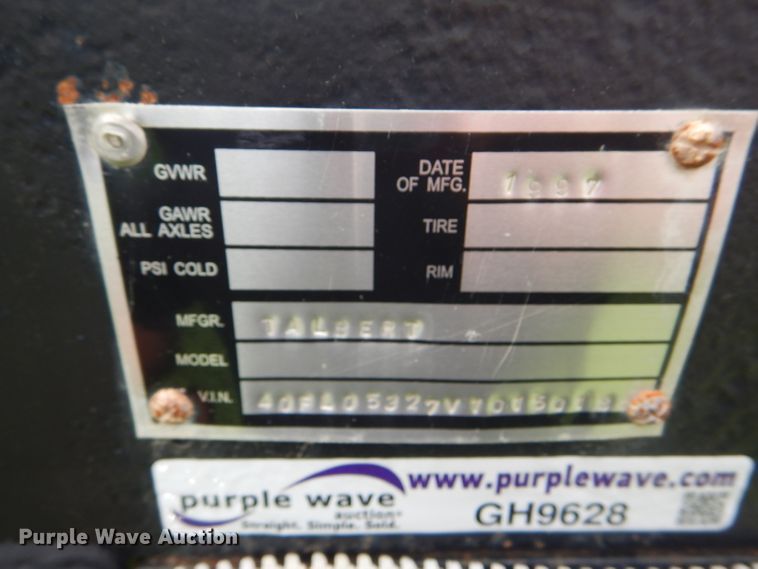 GVWR
DATE OF MFG. 1997
GAWR ALL AXLES
TIRE
PSI COLD
RIM
MFGR. TALBERT
MODEL
V.I.N.
purple wave
auction
Straight. Simple. Sold.
www.purplewave.com
GH9628
Purple Wave Auction